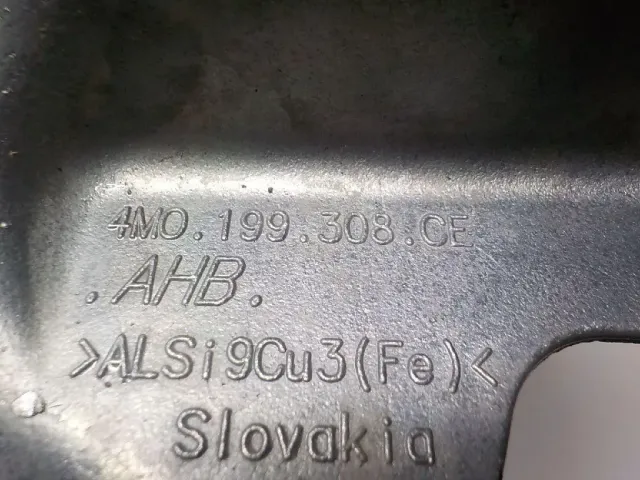 4M0.199.308.CE
.AHB.
>ALSi9Cu3(Fe)<
Slovakia